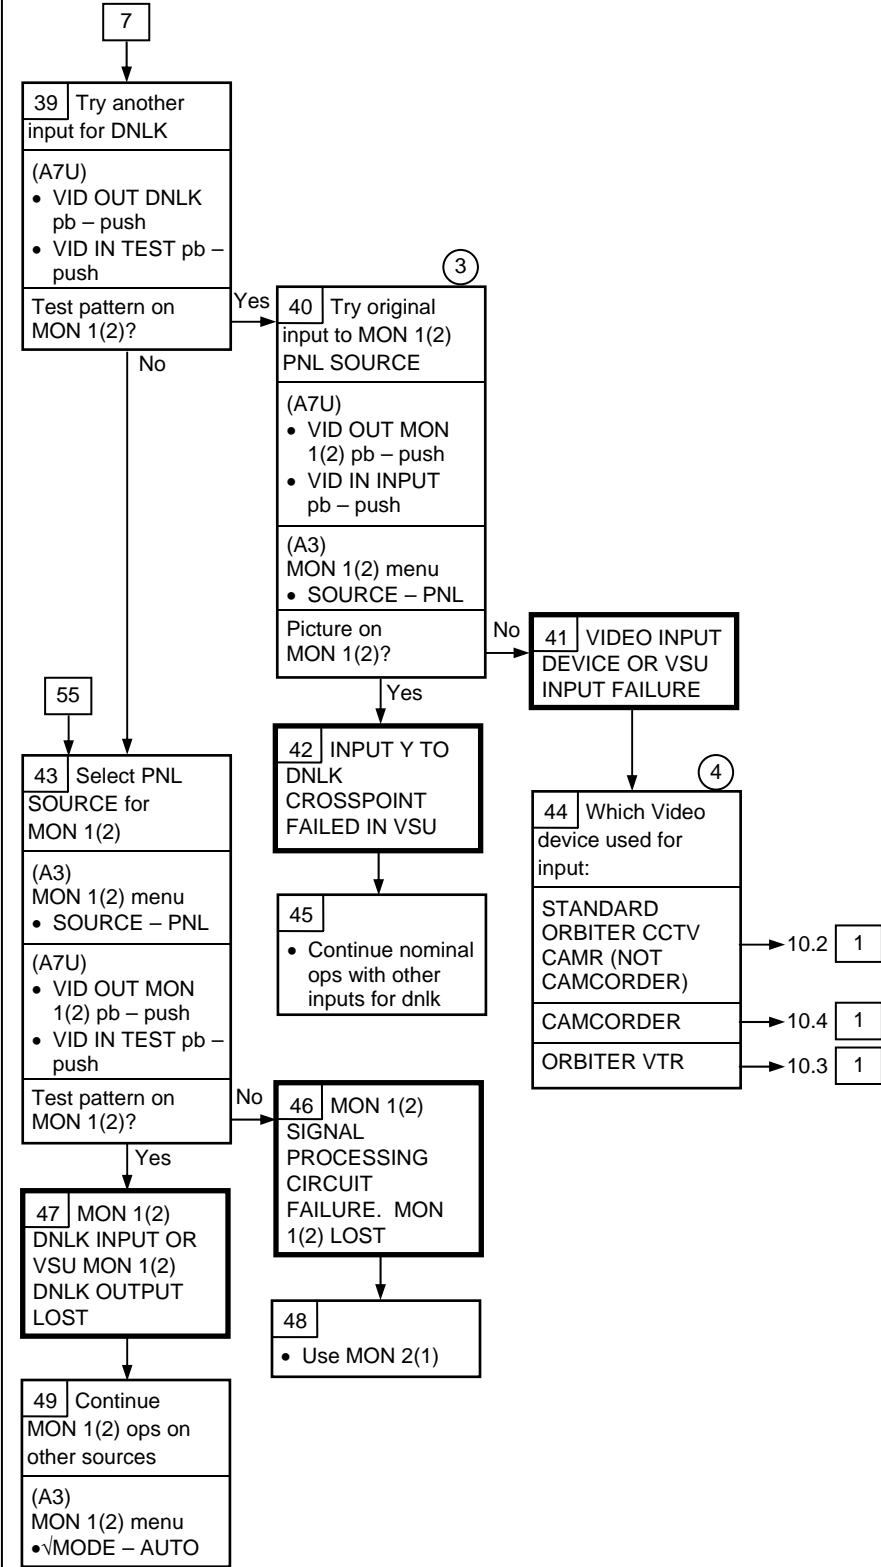 7
39 Try another
input for DNLK
(A7U)
• VID OUT DNLK
pb – push
• VID IN TEST pb –
push
Test pattern on
MON 1(2)?
Yes
No
3
40 Try original
input to MON 1(2)
PNL SOURCE
(A7U)
• VID OUT MON
1(2) pb – push
• VID IN INPUT
pb – push
(A3)
MON 1(2) menu
• SOURCE – PNL
Picture on
MON 1(2)?
No
Yes
41 VIDEO INPUT
DEVICE OR VSU
INPUT FAILURE
42 INPUT Y TO
DNLK
CROSSPOINT
FAILED IN VSU
55
43 Select PNL
SOURCE for
MON 1(2)
(A3)
MON 1(2) menu
• SOURCE – PNL
(A7U)
• VID OUT MON
1(2) pb – push
• VID IN TEST pb –
push
Test pattern on
MON 1(2)?
No
Yes
4
44 Which Video
device used for
input:
STANDARD
ORBITER CCTV
CAMR (NOT
CAMCORDER)
10.2 1
CAMCORDER
10.4 1
ORBITER VTR
10.3 1
45
• Continue nominal
ops with other
inputs for dnlk
46 MON 1(2)
SIGNAL
PROCESSING
CIRCUIT
FAILURE. MON
1(2) LOST
47 MON 1(2)
DNLK INPUT OR
VSU MON 1(2)
DNLK OUTPUT
LOST
48
• Use MON 2(1)
49 Continue
MON 1(2) ops on
other sources
(A3)
MON 1(2) menu
•√MODE – AUTO